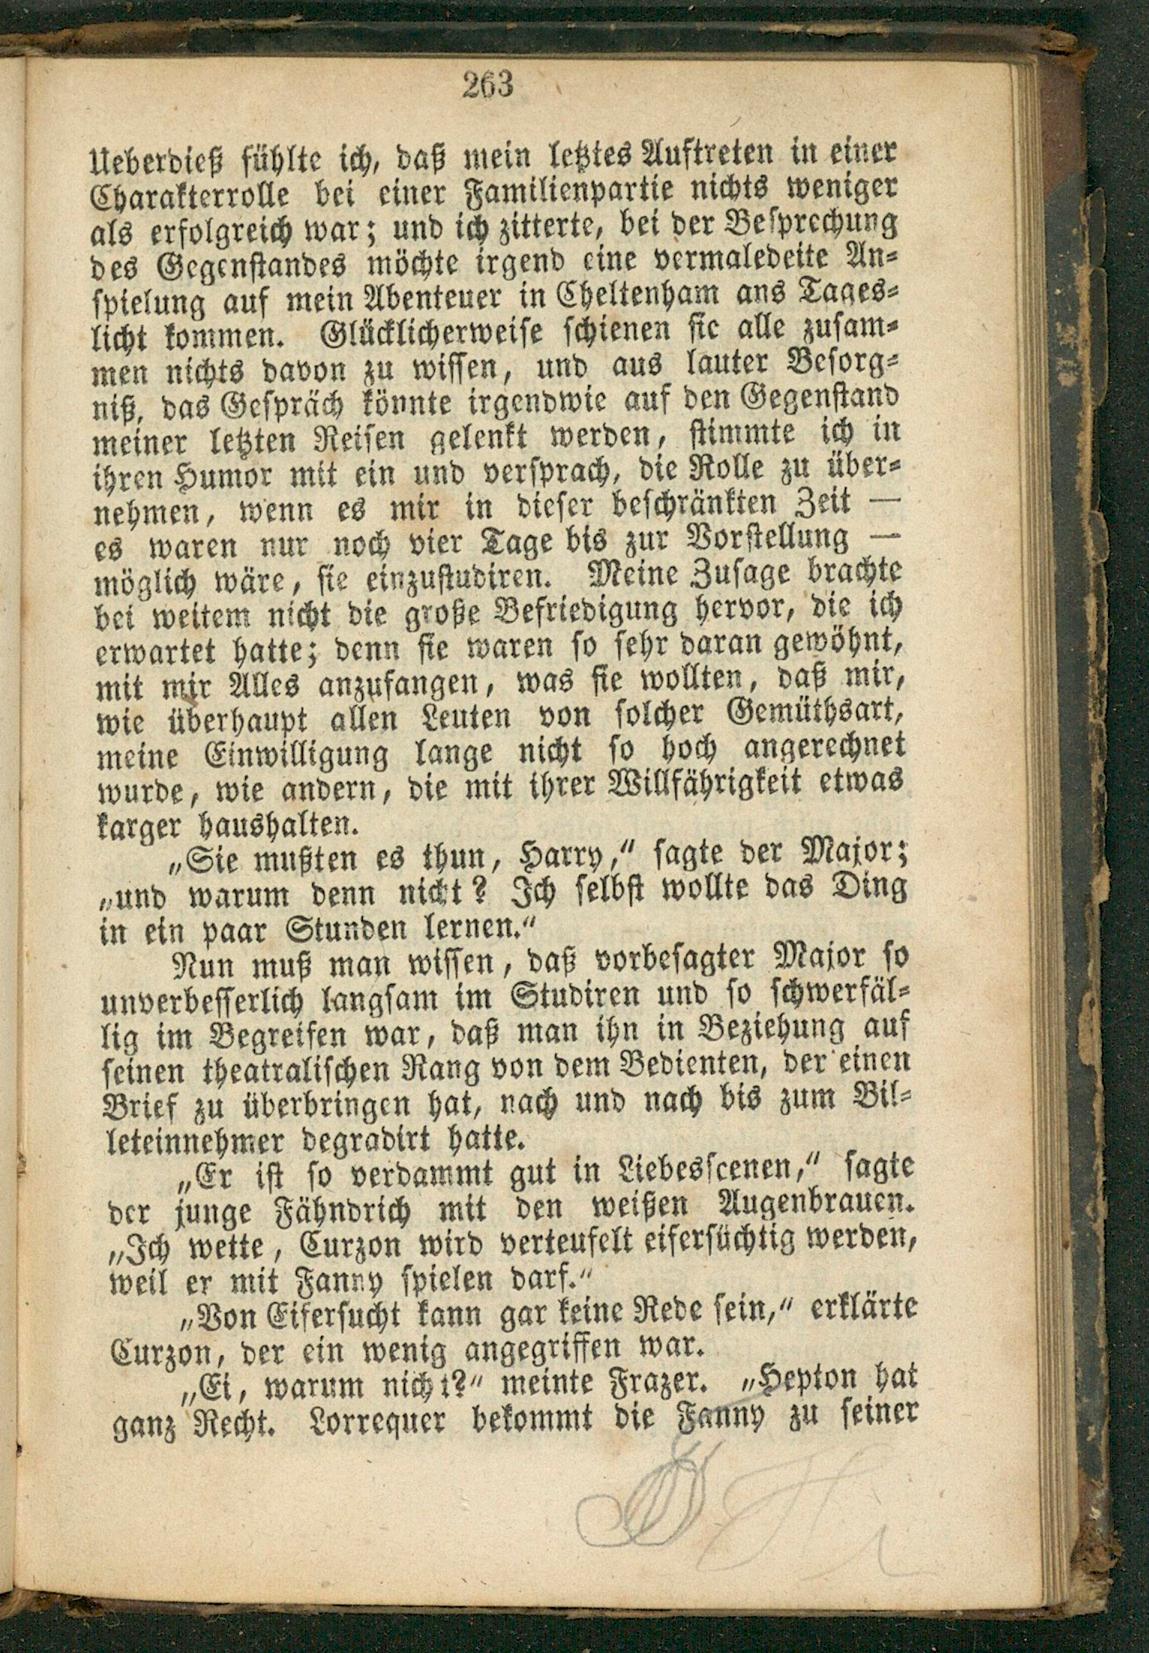 263
Ueberdieß fühlte ich, daß mein letztes Auftreten in einer
Charakterrolle bei einer Familienpartie nichts weniger
als erfolgreich war; und ich zitterte, bei der Besprechung
des Gegenstandes möchte irgend eine vermaledeite An-
spielung auf mein Abenteuer in Cheltenham ans Tages-
licht kommen. Glücklicherweise schienen sie alle zusam-
men nichts davon zu wissen, und aus lauter Besorg-
niß, das Gespräch könnte irgendwie auf den Gegenstand
meiner letzten Reisen gelenkt werden, stimmte ich in
ihren Humor mit ein und versprach, die Rolle zu über-
nehmen, wenn es mir in dieser beschränkten Zeit —
es waren nur noch vier Tage bis zur Vorstellung —
möglich wäre, sie einzustudiren. Meine Zusage brachte
bei weitem nicht die große Befriedigung hervor, die ich
erwartet hatte; denn sie waren so sehr daran gewöhnt,
mit mir Alles anzufangen, was sie wollten, daß mir,
wie überhaupt allen Leuten von solcher Gemüthsart,
meine Einwilligung lange nicht so hoch angerechnet
wurde, wie andern, die mit ihrer Willfährigkeit etwas
karger haushalten.
„Sie mußten es thun, Harry,“ sagte der Major;
„und warum denn nicht? Ich selbst wollte das Ding
in ein paar Stunden lernen.“
Nun muß man wissen, daß vorbesagter Major so
unverbesserlich langsam im Studiren und so schwerfäl-
lig im Begreifen war, daß man ihn in Beziehung auf
seinen theatralischen Rang von dem Bedienten, der einen
Brief zu überbringen hat, nach und nach bis zum Bil-
leteinnehmer degradirt hatte.
„Er ist so verdammt gut in Liebesscenen,“ sagte
der junge Fähndrich mit den weißen Augenbrauen.
„Ich wette, Curzon wird verteufelt eifersüchtig werden,
weil er mit Fanny spielen darf.“
„Von Eifersucht kann gar keine Rede sein,“ erklärte
Curzon, der ein wenig angegriffen war.
„Ei, warum nicht?“ meinte Frazer. „Hepton hat
ganz Recht. Lorrequer bekommt die Fanny zu seiner